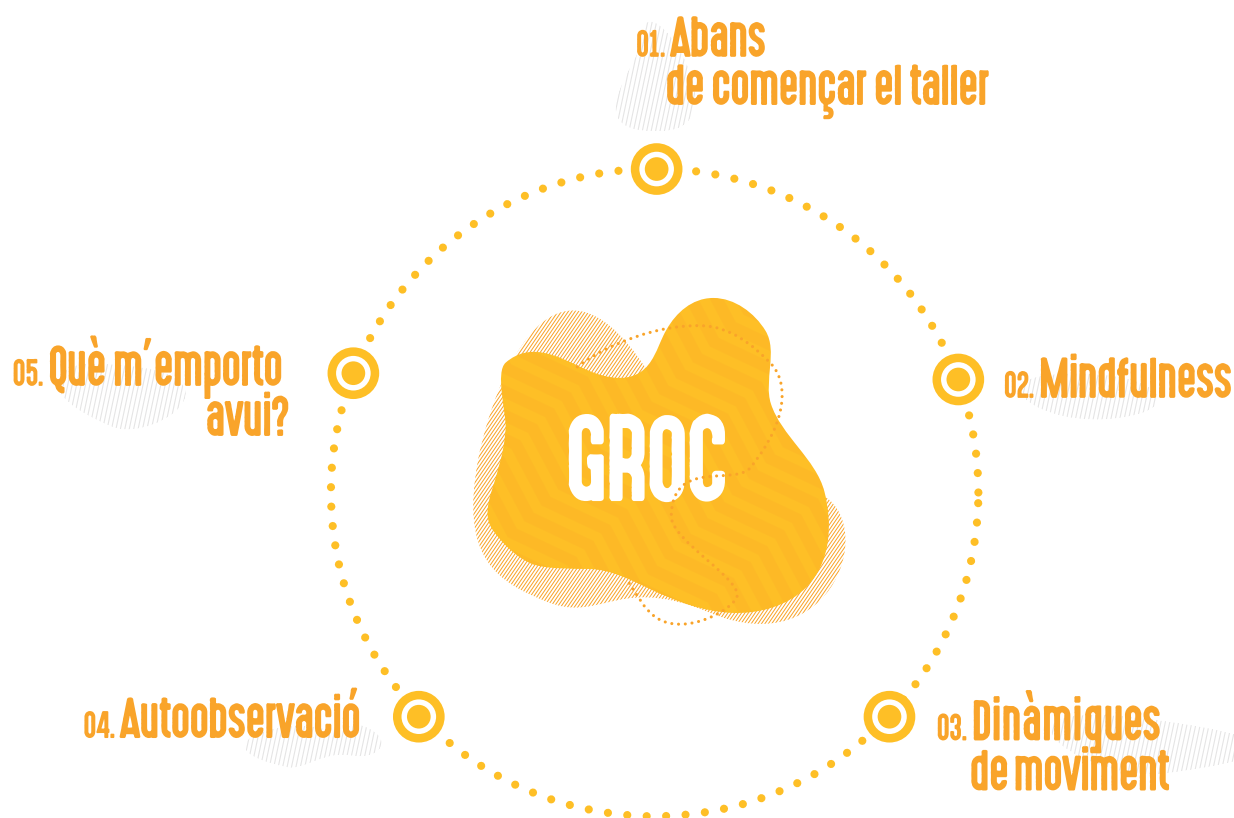 01. Abans
de començar el taller
02. Mindfulness
03. Dinàmiques
de moviment
04. Autoobservació
05. Què m´emporto
avui?
GROC